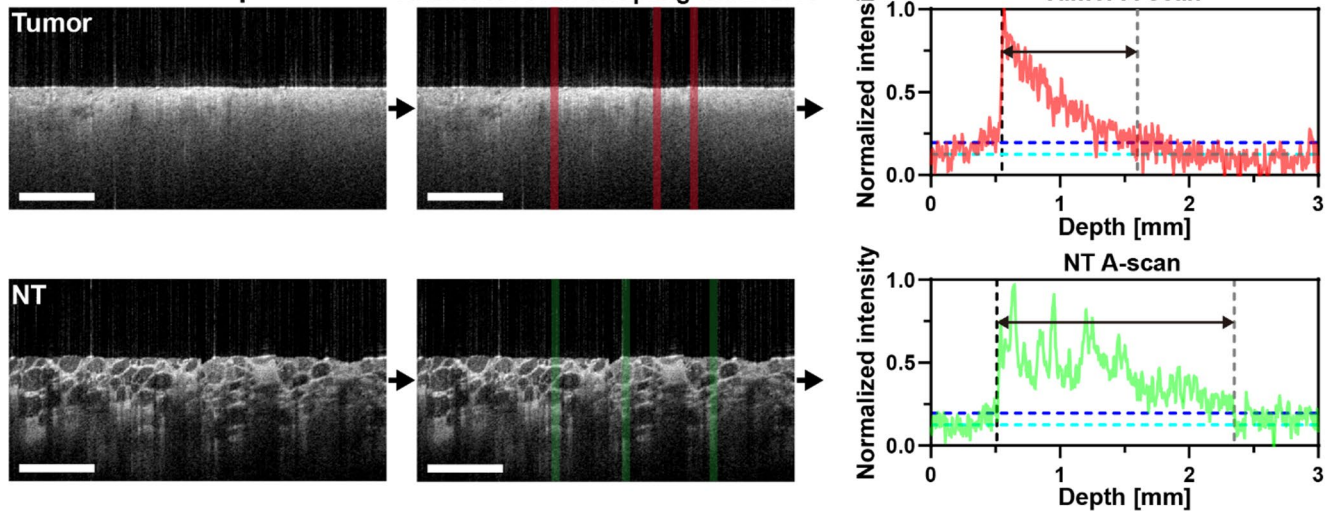 Tumor
Normalized intensity
1.0
0.5
0.0
0
1
2
3
Depth [mm]
NT
NT A-scan
Normalized intensity
1.0
0.5
0.0
0
1
2
3
Depth [mm]